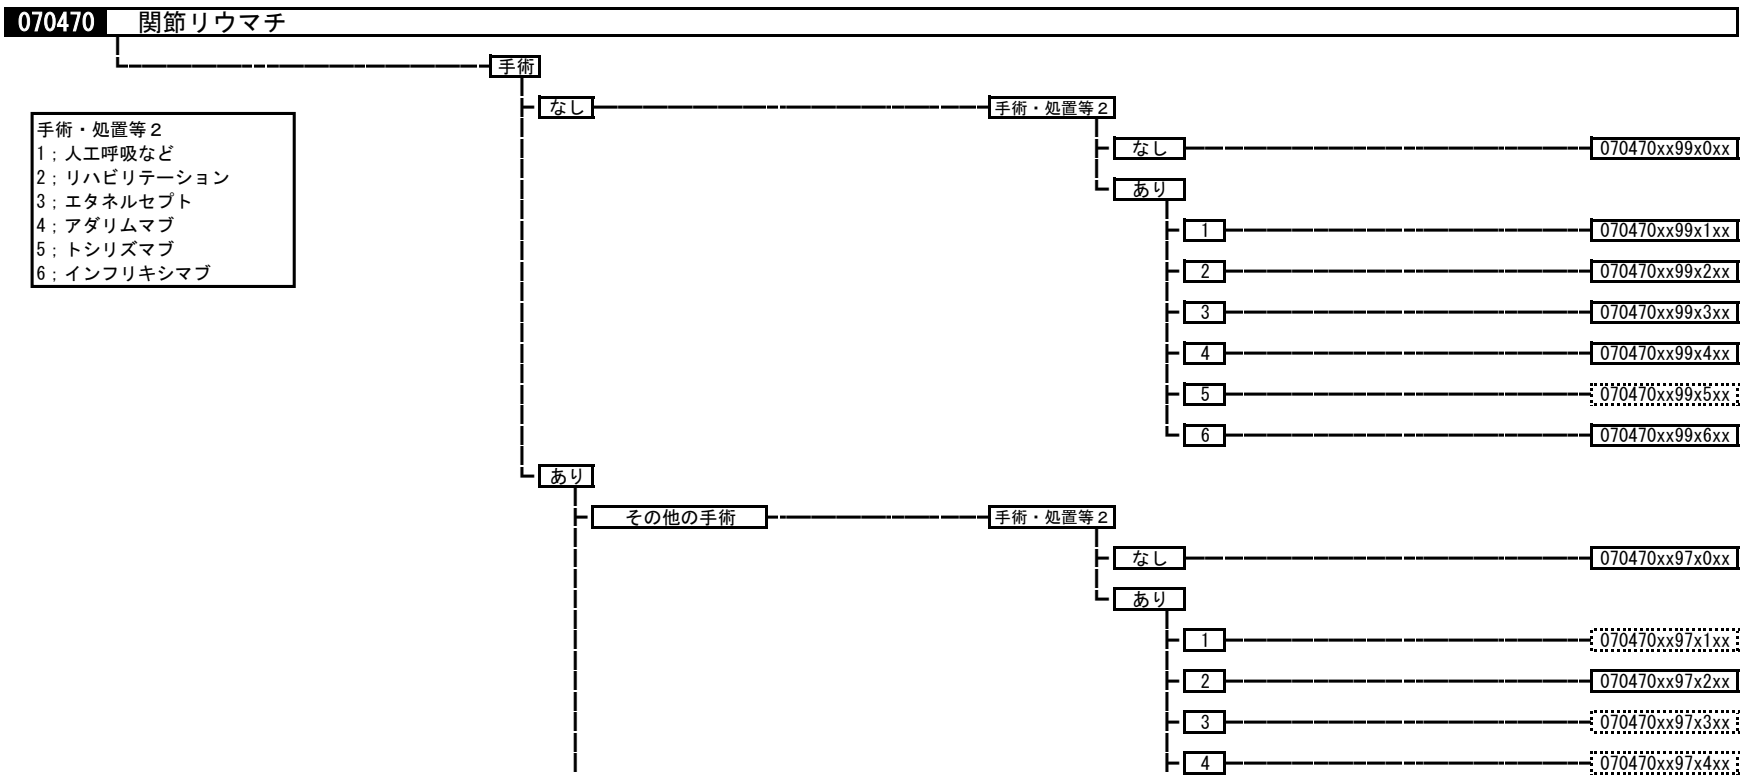 070470 関節リウマチ
手術
なし 手術・処置等2
手術・処置等2
1;人工呼吸など
2;リハビリテーション
3;エタネルセプト
4;アダリムマブ
5;トシリズマブ
6;インフリキシマブ
なし 070470xx99x0xx
あり
1 070470xx99x1xx
2 070470xx99x2xx
3 070470xx99x3xx
4 070470xx99x4xx
5 070470xx99x5xx
6 070470xx99x6xx
あり
その他の手術 手術・処置等2
なし 070470xx97x0xx
あり
1 070470xx97x1xx
2 070470xx97x2xx
3 070470xx97x3xx
4 070470xx97x4xx